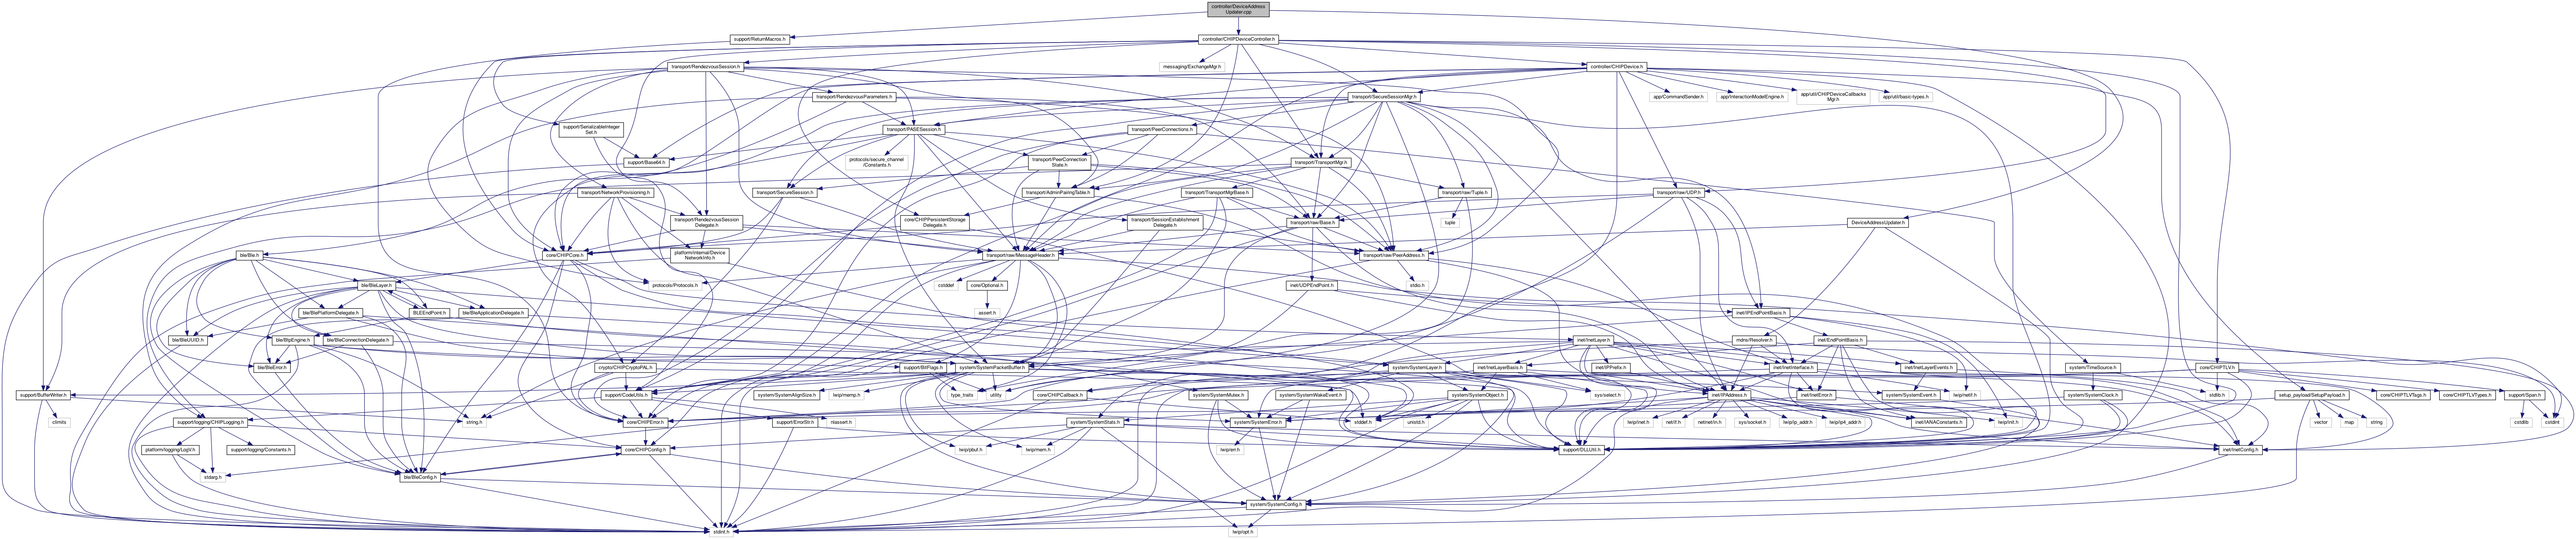 controller/DeviceAddress
Updater.cpp
support/ReturnMacros.h
controller/CHIPDeviceController.h
transport/RendezvousSession.h
messaging/ExchangeMgr.h
controller/CHIPDevice.h
transport/RendezvousParameters.h
transport/SecureSessionMgr.h
app/CommandSender.h
app/InteractionModelEngine.h
app/util/CHIPDeviceCallbacks
Mgr.h
app/util/basic-types.h
support/SerializableInteger
Set.h
transport/PASESession.h
transport/PeerConnections.h
support/Base64.h
protocols/secure_channel
/Constants.h
transport/PeerConnection
State.h
transport/TransportMgr.h
transport/NetworkProvisioning.h
transport/SecureSession.h
transport/AdminPairingTable.h
transport/TransportMgrBase.h
transport/raw/Tuple.h
transport/raw/UDP.h
transport/RendezvousSession
Delegate.h
core/CHIPPersistentStorage
Delegate.h
transport/SessionEstablishment
Delegate.h
transport/raw/Base.h
tuple
DeviceAddressUpdater.h
ble/Ble.h
core/CHIPCore.h
platform/internal/Device
NetworkInfo.h
transport/raw/MessageHeader.h
transport/raw/PeerAddress.h
ble/BleLayer.h
protocols/Protocols.h
cstddef
core/Optional.h
inet/UDPEndPoint.h
stdio.h
ble/BlePlatformDelegate.h
BLEEndPoint.h
ble/BleApplicationDelegate.h
assert.h
inet/IPEndPointBasis.h
ble/BleUUID.h
ble/BtpEngine.h
ble/BleConnectionDelegate.h
inet/InetLayer.h
mdns/Resolver.h
inet/EndPointBasis.h
ble/BleError.h
crypto/CHIPCryptoPAL.h
support/BitFlags.h
system/SystemPacketBuffer.h
system/SystemLayer.h
inet/InetLayerBasis.h
inet/IPPrefix.h
inet/InetInterface.h
inet/InetLayerEvents.h
system/TimeSource.h
core/CHIPTLV.h
support/BufferWriter.h
support/CodeUtils.h
system/SystemAlignSize.h
lwip/memp.h
type_traits
utility
core/CHIPCallback.h
system/SystemMutex.h
system/SystemWakeEvent.h
system/SystemObject.h
sys/select.h
inet/IPAddress.h
inet/InetError.h
system/SystemEvent.h
lwip/netif.h
system/SystemClock.h
stdlib.h
setup_payload/SetupPayload.h
core/CHIPTLVTags.h
core/CHIPTLVTypes.h
support/Span.h
climits
string.h
support/logging/CHIPLogging.h
core/CHIPError.h
support/ErrorStr.h
nlassert.h
system/SystemStats.h
system/SystemError.h
stddef.h
unistd.h
lwip/inet.h
net/if.h
netinet/in.h
sys/socket.h
lwip/ip_addr.h
lwip/ip4_addr.h
inet/IANAConstants.h
lwip/init.h
vector
map
string
cstdlib
cstdint
platform/logging/LogV.h
support/logging/Constants.h
core/CHIPConfig.h
lwip/pbuf.h
lwip/mem.h
lwip/err.h
support/DLLUtil.h
inet/InetConfig.h
stdarg.h
ble/BleConfig.h
system/SystemConfig.h
stdint.h
lwip/opt.h